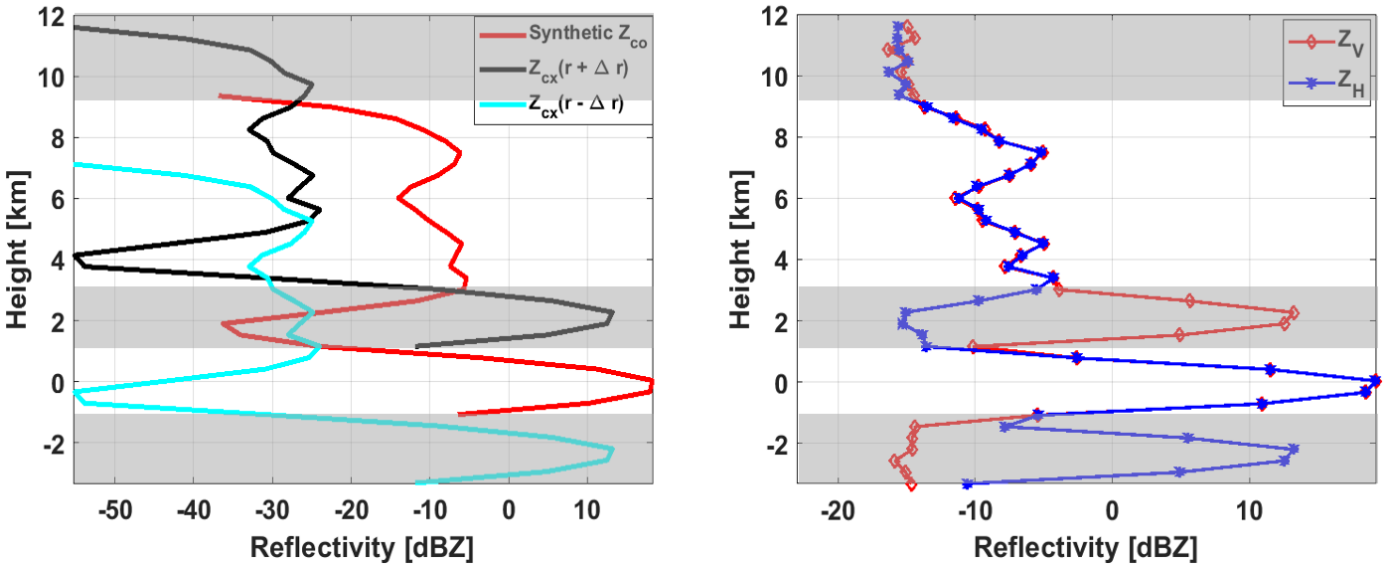 12
10
8
6
4
2
0
-2
Height [km]
-50 -40 -30 -20 -10 0 10
Reflectivity [dBZ]
Synthetic Z_co
Z_cx(r + Δ r)
Z_cx(r - Δ r)
12
10
8
6
4
2
0
-2
Height [km]
-20 -10 0 10
Reflectivity [dBZ]
Z_V
Z_H